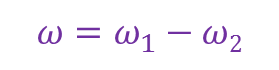 ω = ω₁ − ω₂